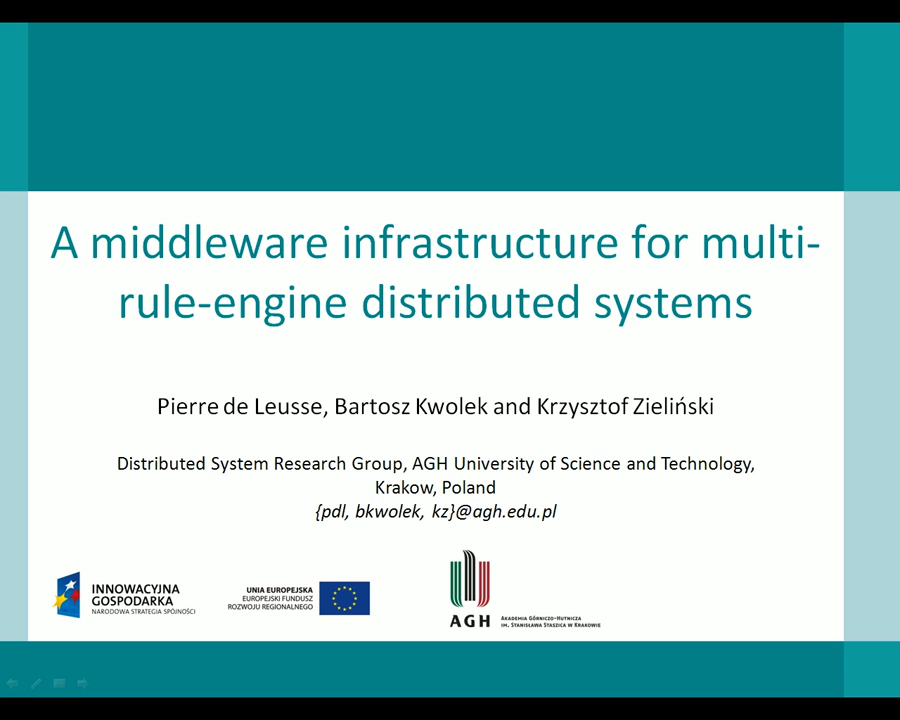 A middleware infrastructure for multi-
rule-engine distributed systems
Pierre de Leusse, Bartosz Kwolek and Krzysztof Zieliński
Distributed System Research Group, AGH University of Science and Technology,
Krakow, Poland
{pdl, bkwolek, kz}@agh.edu.pl
INNOWACYJNA
GOSPODARKA
NARODOWA STRATEGIA SPÓJNOŚCI
UNIA EUROPEJSKA
EUROPEJSKI FUNDUSZ
ROZWOJU REGIONALNEGO
AGH
AKADEMIA GÓRNICZO-HUTNICZA
IM. STANISŁAWA STASZICA W KRAKOWIE